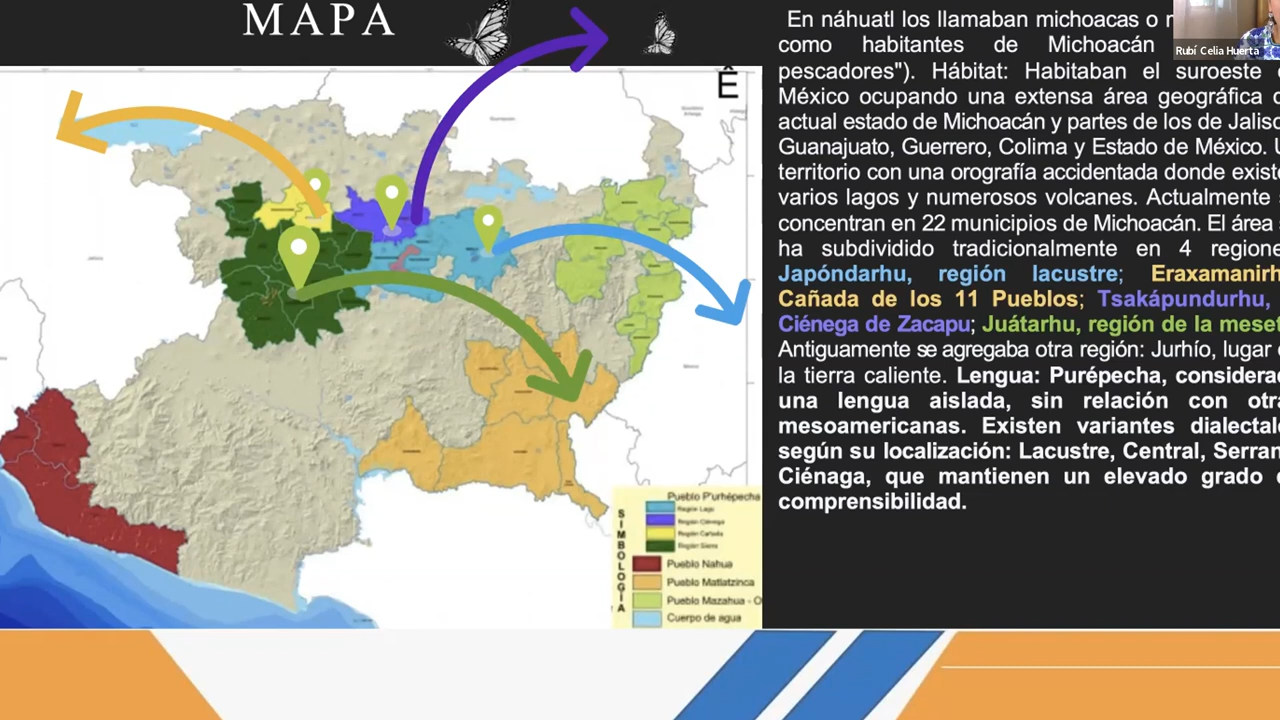 MAPA
Ê
En náhuatl los llamaban michoacas o
como habitantes de Michoacán
pescadores"). Hábitat: Habitaban el suroeste
México ocupando una extensa área geográfica
actual estado de Michoacán y partes de los de Jalisc
Guanajuato, Guerrero, Colima y Estado de México.
territorio con una orografía accidentada donde existe
varios lagos y numerosos volcanes. Actualmente
concentran en 22 municipios de Michoacán. El área
ha subdividido tradicionalmente en 4 regione
Japóndarhu, región lacustre; Eraxamanirh
Cañada de los 11 Pueblos; Tsakápundurhu,
Ciénega de Zacapu; Juátarhu, región de la meset
Antiguamente se agregaba otra región: Jurhío, lugar
la tierra caliente. Lengua: Purépecha, considerad
una lengua aislada, sin relación con otra
mesoamericanas. Existen variantes dialectale
según su localización: Lacustre, Central, Serran
Ciénaga, que mantienen un elevado grado
comprensibilidad.
Rubí Celia Huerta
SIMBOLOGÍA
Pueblo P'urhépecha
Región Lago
Región Ciénega
Región Cañada
Región Sierra
Pueblo Nahua
Pueblo Matlatzinca
Pueblo Mazahua - O
Cuerpo de agua